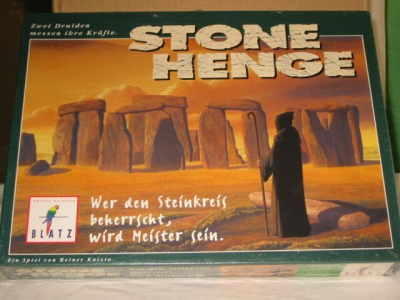 Zwei Druiden
messen ihre Kräfte.
STONE
HENGE
Wer den Steinkreis
beherrscht,
wird Meister sein.
BLATZ
Ein Spiel von Reiner Knizia.